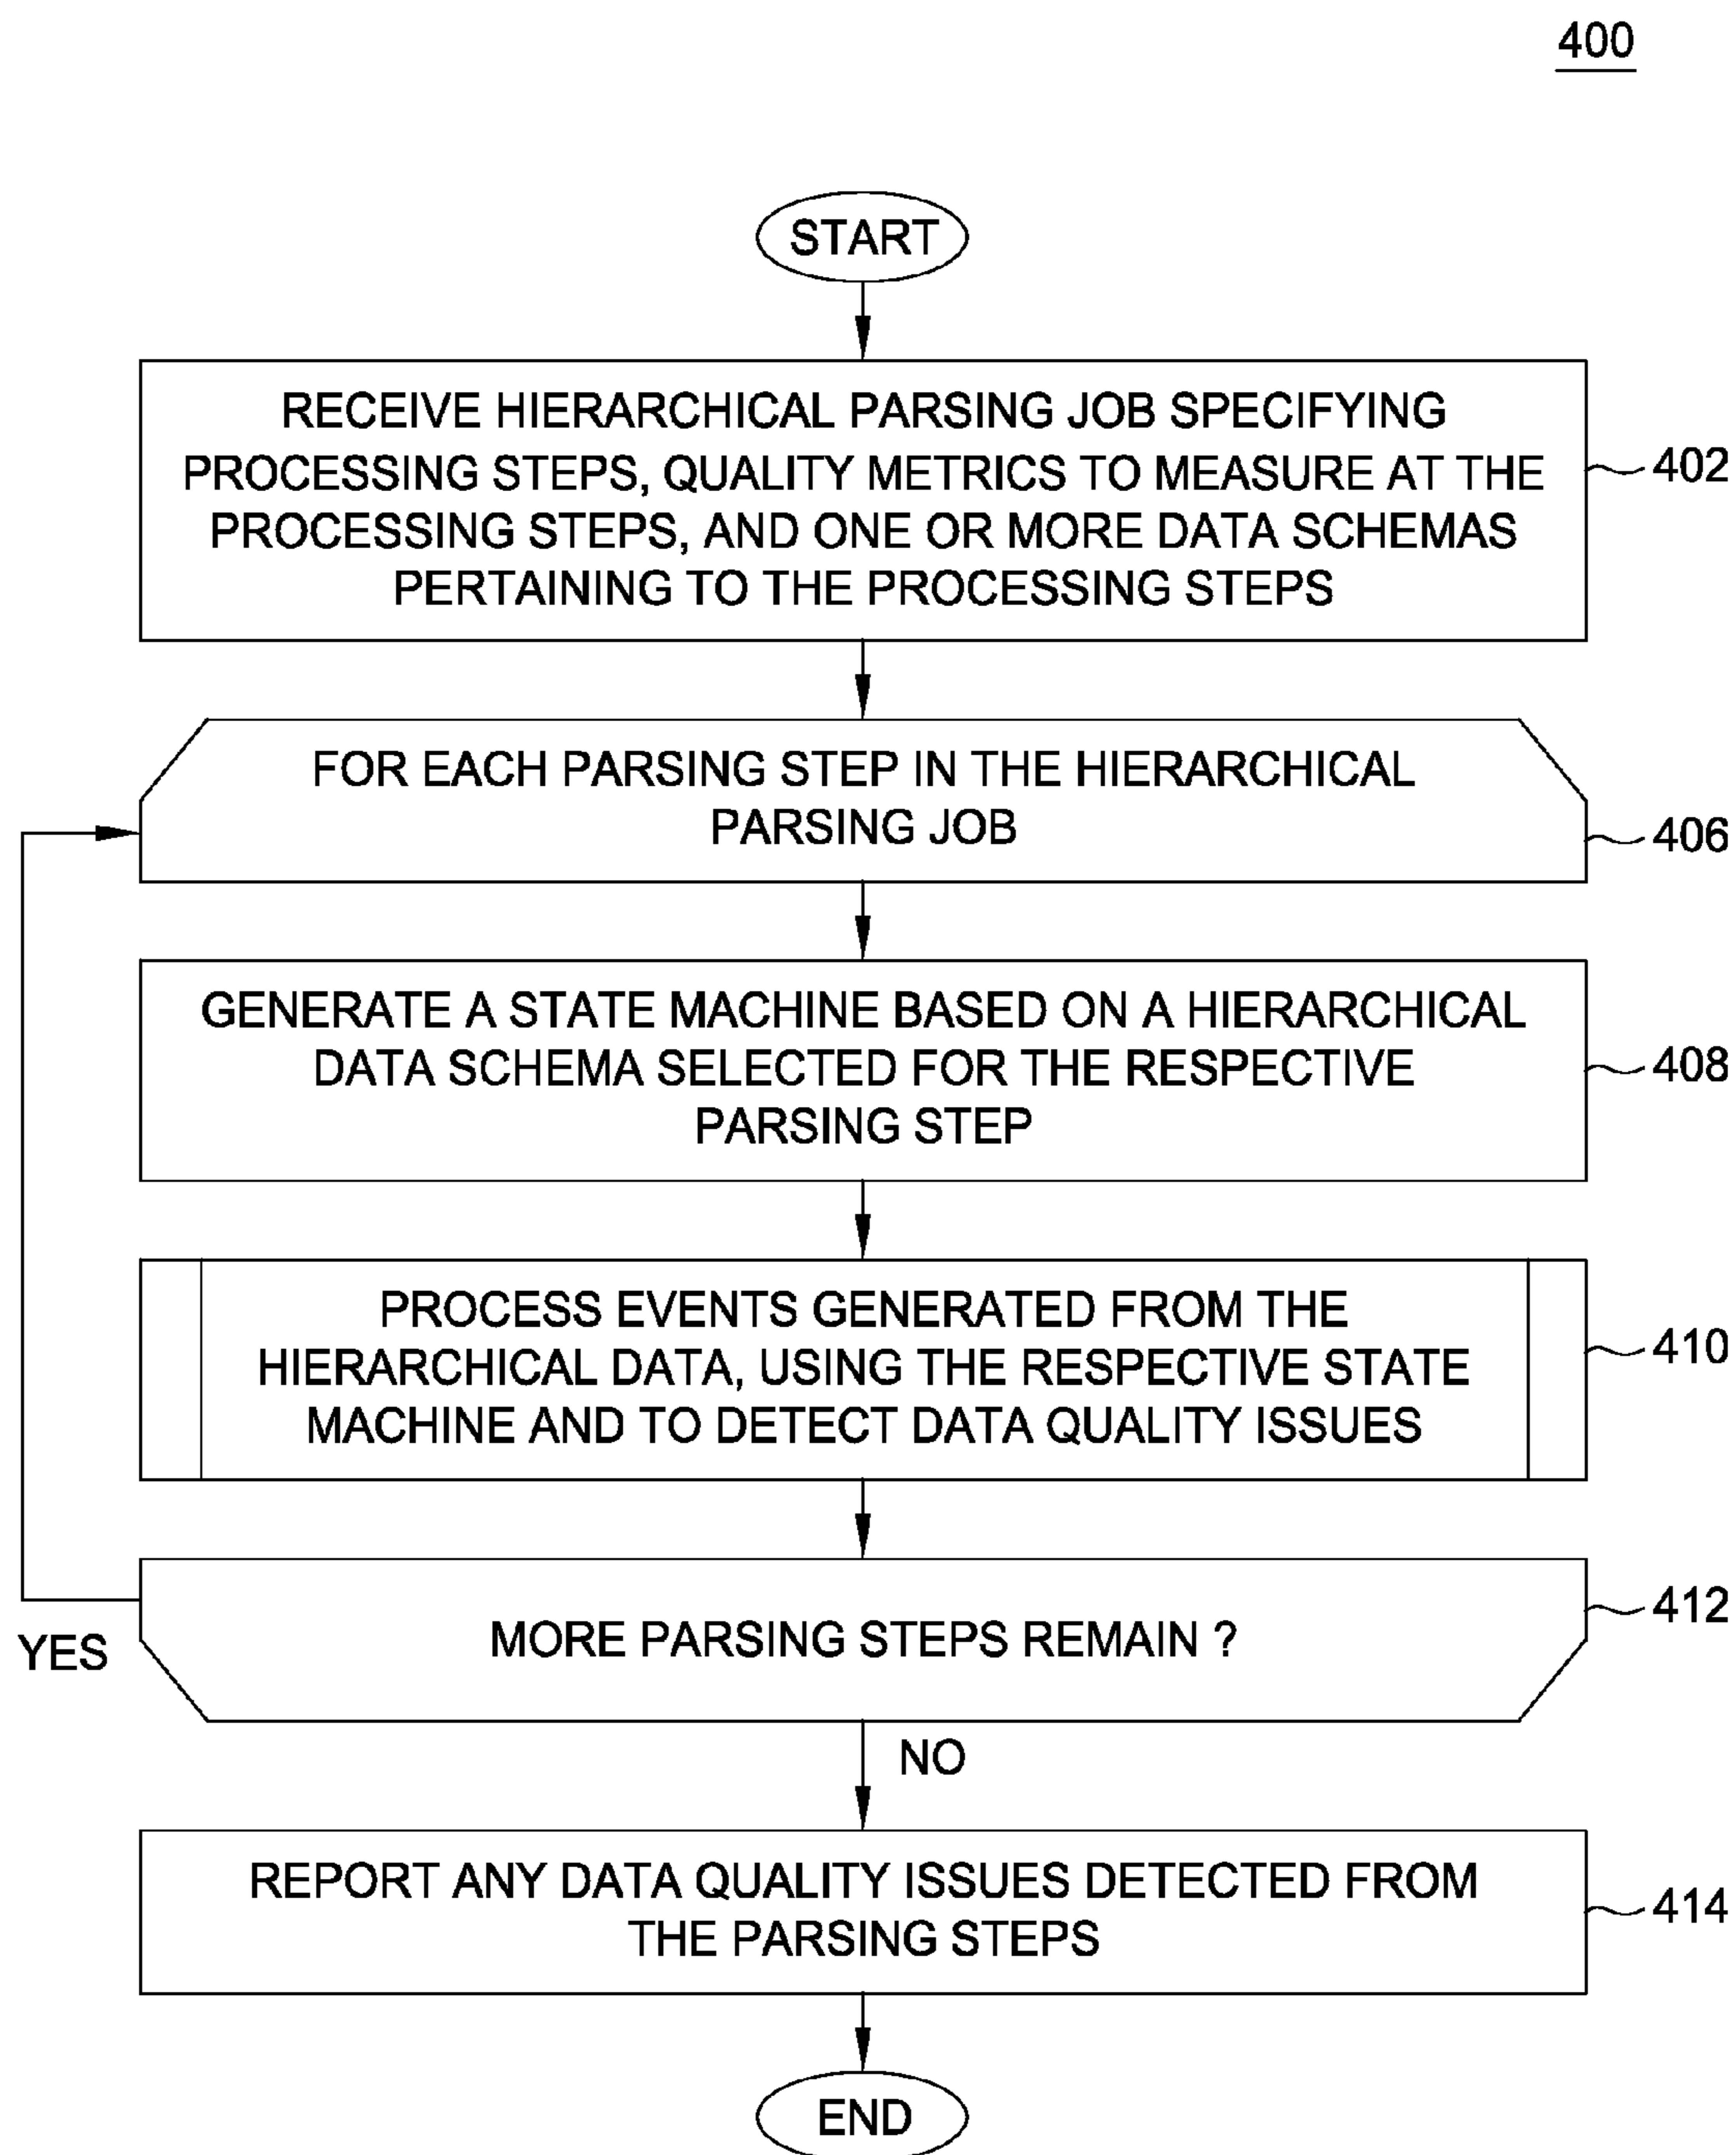 400
START
RECEIVE HIERARCHICAL PARSING JOB SPECIFYING
PROCESSING STEPS, QUALITY METRICS TO MEASURE AT THE
PROCESSING STEPS, AND ONE OR MORE DATA SCHEMAS
PERTAINING TO THE PROCESSING STEPS
402
FOR EACH PARSING STEP IN THE HIERARCHICAL
PARSING JOB
406
GENERATE A STATE MACHINE BASED ON A HIERARCHICAL
DATA SCHEMA SELECTED FOR THE RESPECTIVE
PARSING STEP
408
PROCESS EVENTS GENERATED FROM THE
HIERARCHICAL DATA, USING THE RESPECTIVE STATE
MACHINE AND TO DETECT DATA QUALITY ISSUES
410
MORE PARSING STEPS REMAIN ?
412
YES
NO
REPORT ANY DATA QUALITY ISSUES DETECTED FROM
THE PARSING STEPS
414
END